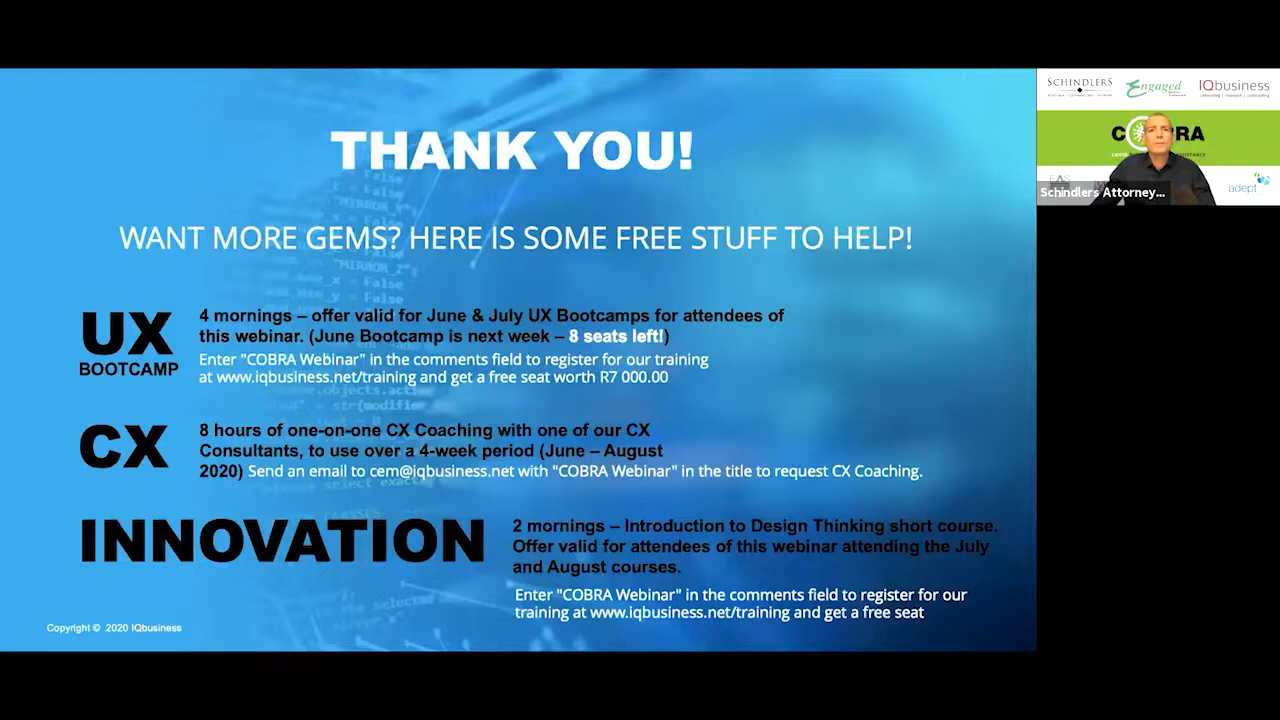 THANK YOU!
WANT MORE GEMS? HERE IS SOME FREE STUFF TO HELP!
UX
BOOTCAMP
4 mornings – offer valid for June & July UX Bootcamps for attendees of
this webinar. (June Bootcamp is next week – 8 seats left!)
Enter "COBRA Webinar" in the comments field to register for our training
at www.iqbusiness.net/training and get a free seat worth R7 000.00
CX
8 hours of one-on-one CX Coaching with one of our CX
Consultants, to use over a 4-week period (June – August
2020) Send an email to cem@iqbusiness.net with "COBRA Webinar" in the title to request CX Coaching.
INNOVATION
2 mornings – Introduction to Design Thinking short course.
Offer valid for attendees of this webinar attending the July
and August courses.
Enter "COBRA Webinar" in the comments field to register for our
training at www.iqbusiness.net/training and get a free seat
Copyright © 2020 IQbusiness
SCHINDLERS
Engaged
IQbusiness
C RA
EAS
adept
Schindlers Attorney...